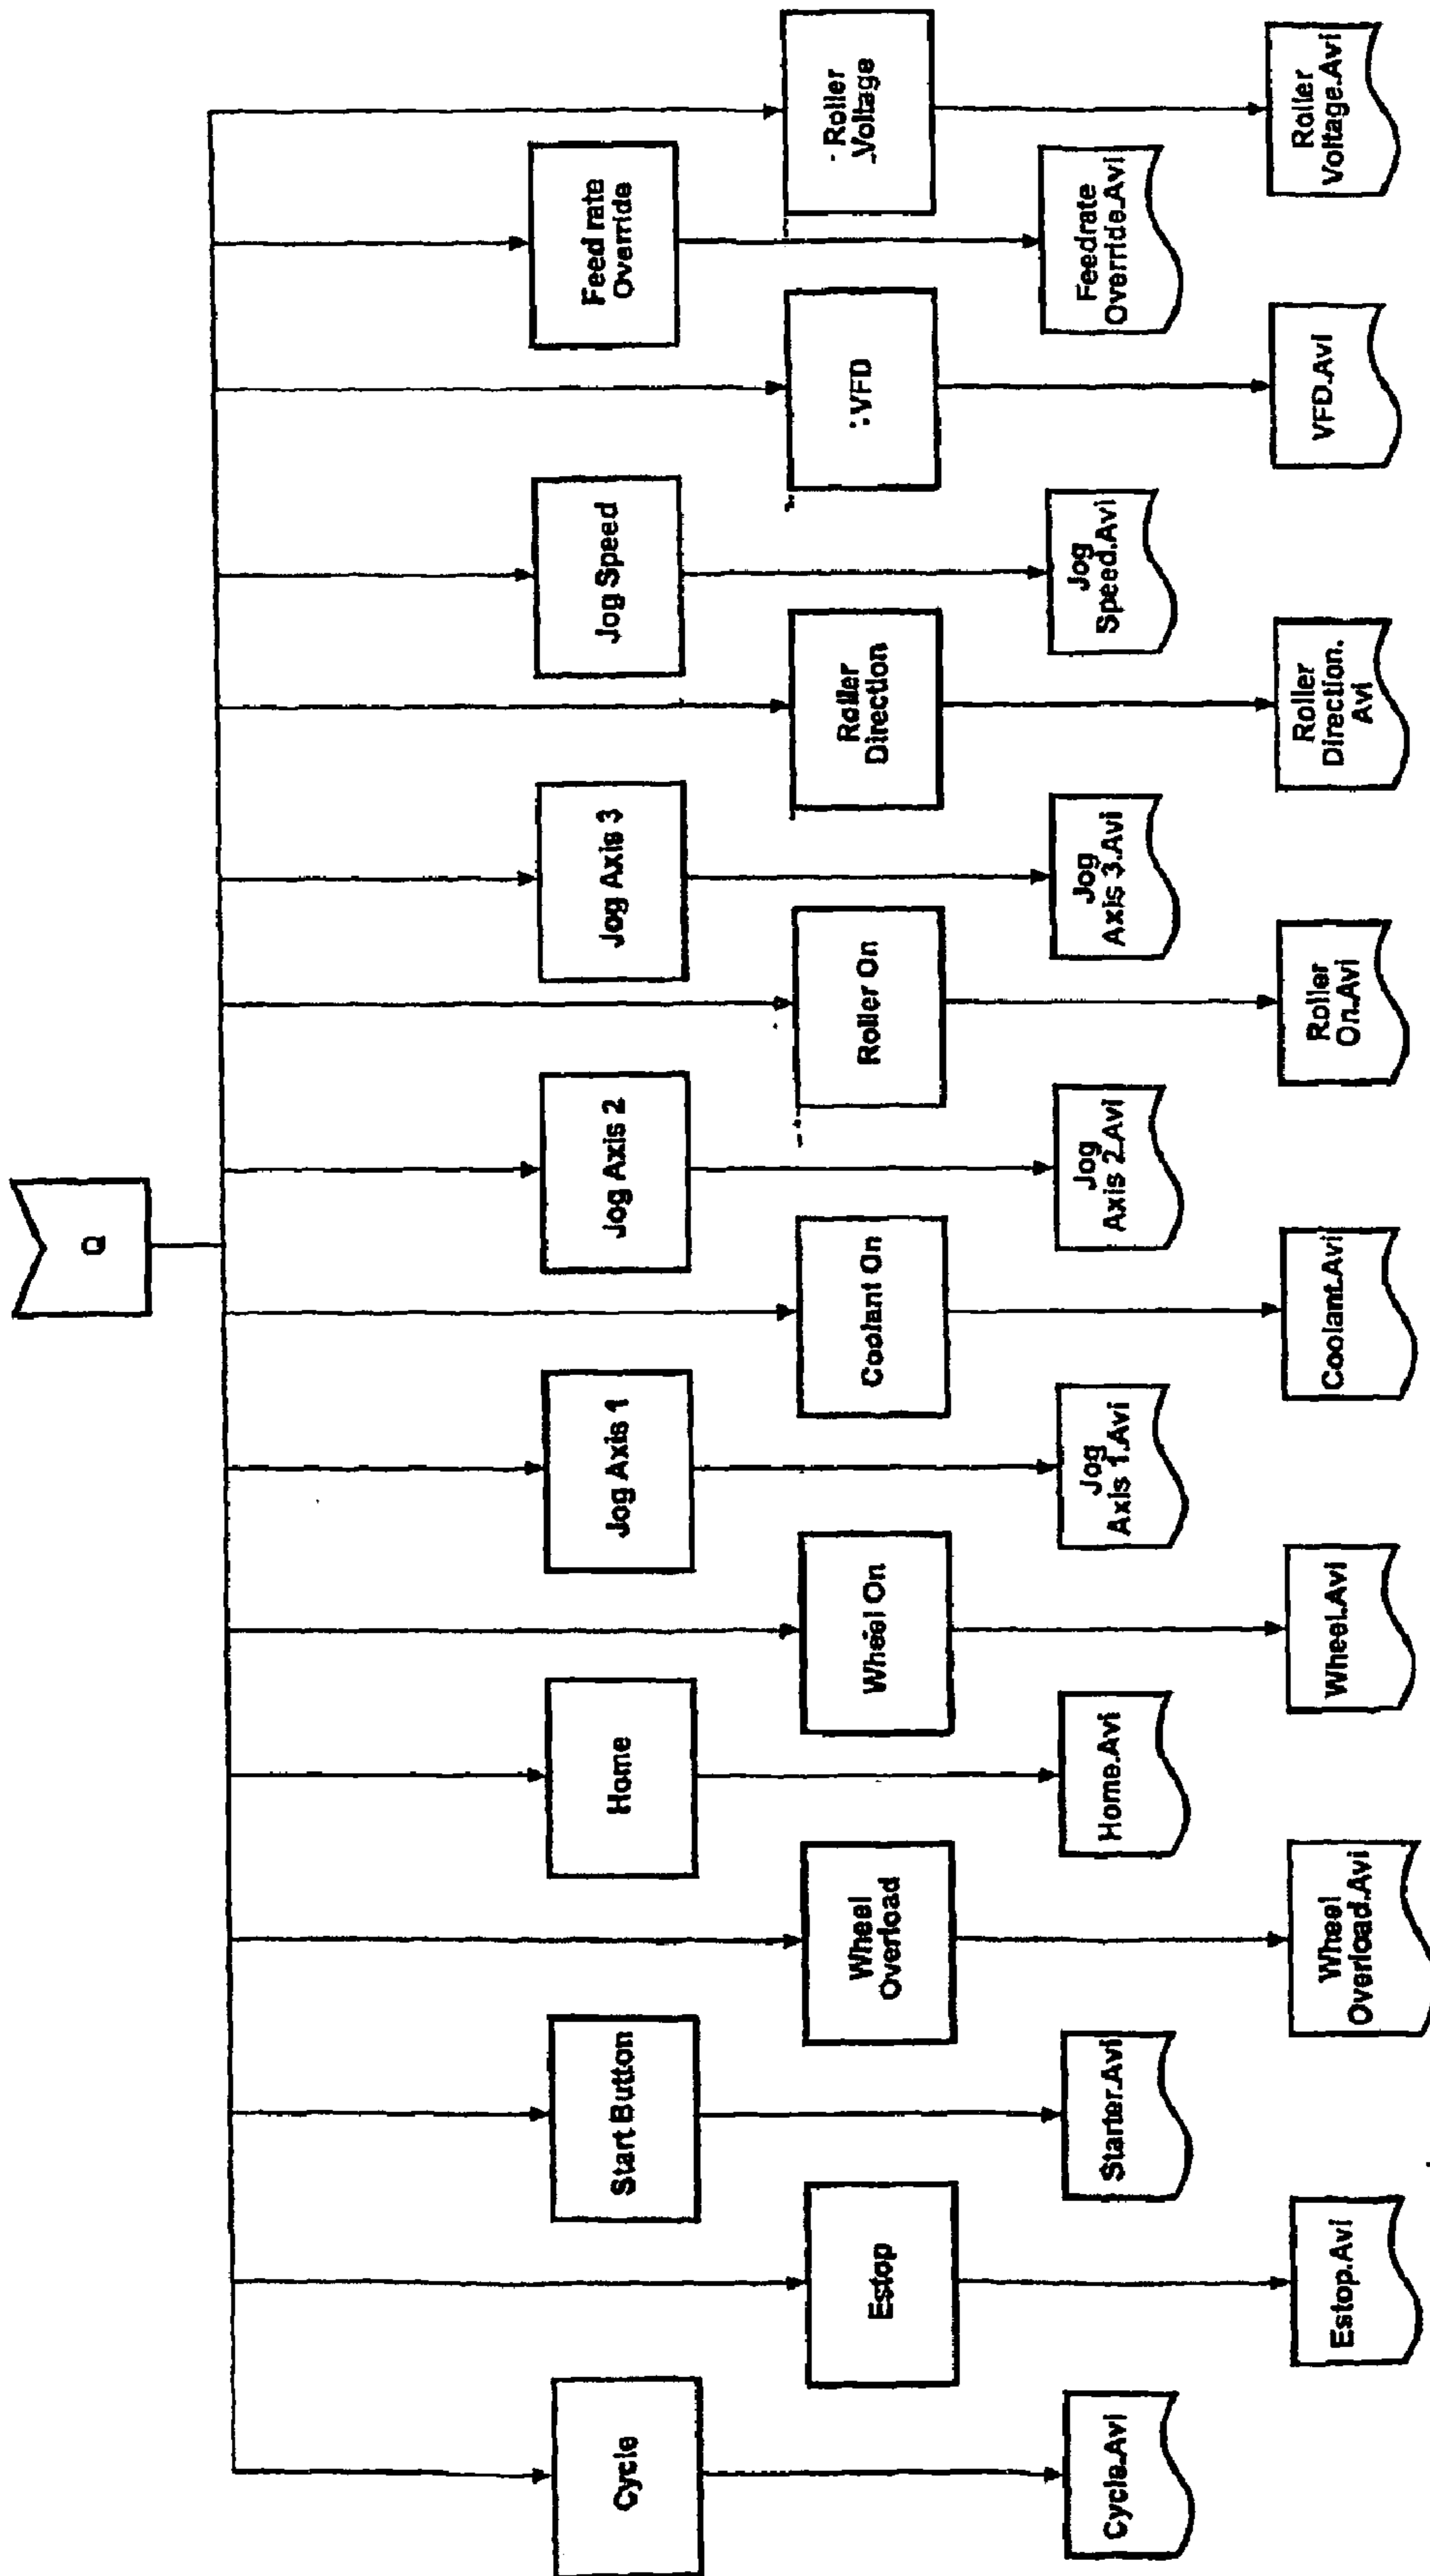 Q
Cycle
Start Button
Home
Jog Axis 1
Jog Axis 2
Jog Axis 3
Jog Speed
Feed rate
Override
Estop
Wheel
Overload
Wheel On
Coolant On
Roller On
Roller
Direction
VFD
Roller
Voltage
Cycle.Avi
Starter.Avi
Home.Avi
Jog
Axis 1.Avi
Jog
Axis 2.Avi
Jog
Axis 3.Avi
Jog
Speed.Avi
Feedrate
Override.Avi
Estop.Avi
Wheel
Overload.Avi
Wheel.Avi
Coolant.Avi
Roller
On.Avi
Roller
Direction.
Avi
VFD.Avi
Roller
Voltage.Avi